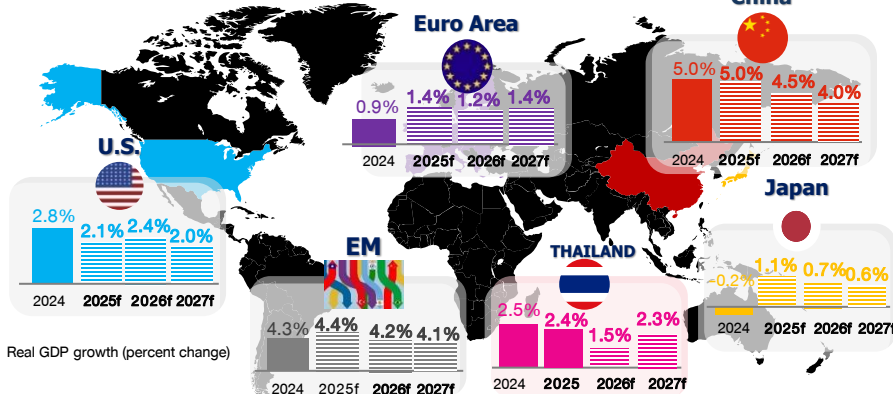 China
Euro Area
5.0% 5.0% 4.5% 4.0%
2024 2025f 2026f 2027f
0.9% 1.4% 1.2% 1.4%
2024 2025f 2026f 2027f
U.S.
2.8% 2.1% 2.4% 2.0%
2024 2025f 2026f 2027f
Japan
-0.2% 1.1% 0.7% 0.6%
2024 2025f 2026f 2027f
EM
4.3% 4.4% 4.2% 4.1%
2024 2025f 2026f 2027f
THAILAND
2.5% 2.4% 1.5% 2.3%
2024 2025 2026f 2027f
Real GDP growth (percent change)